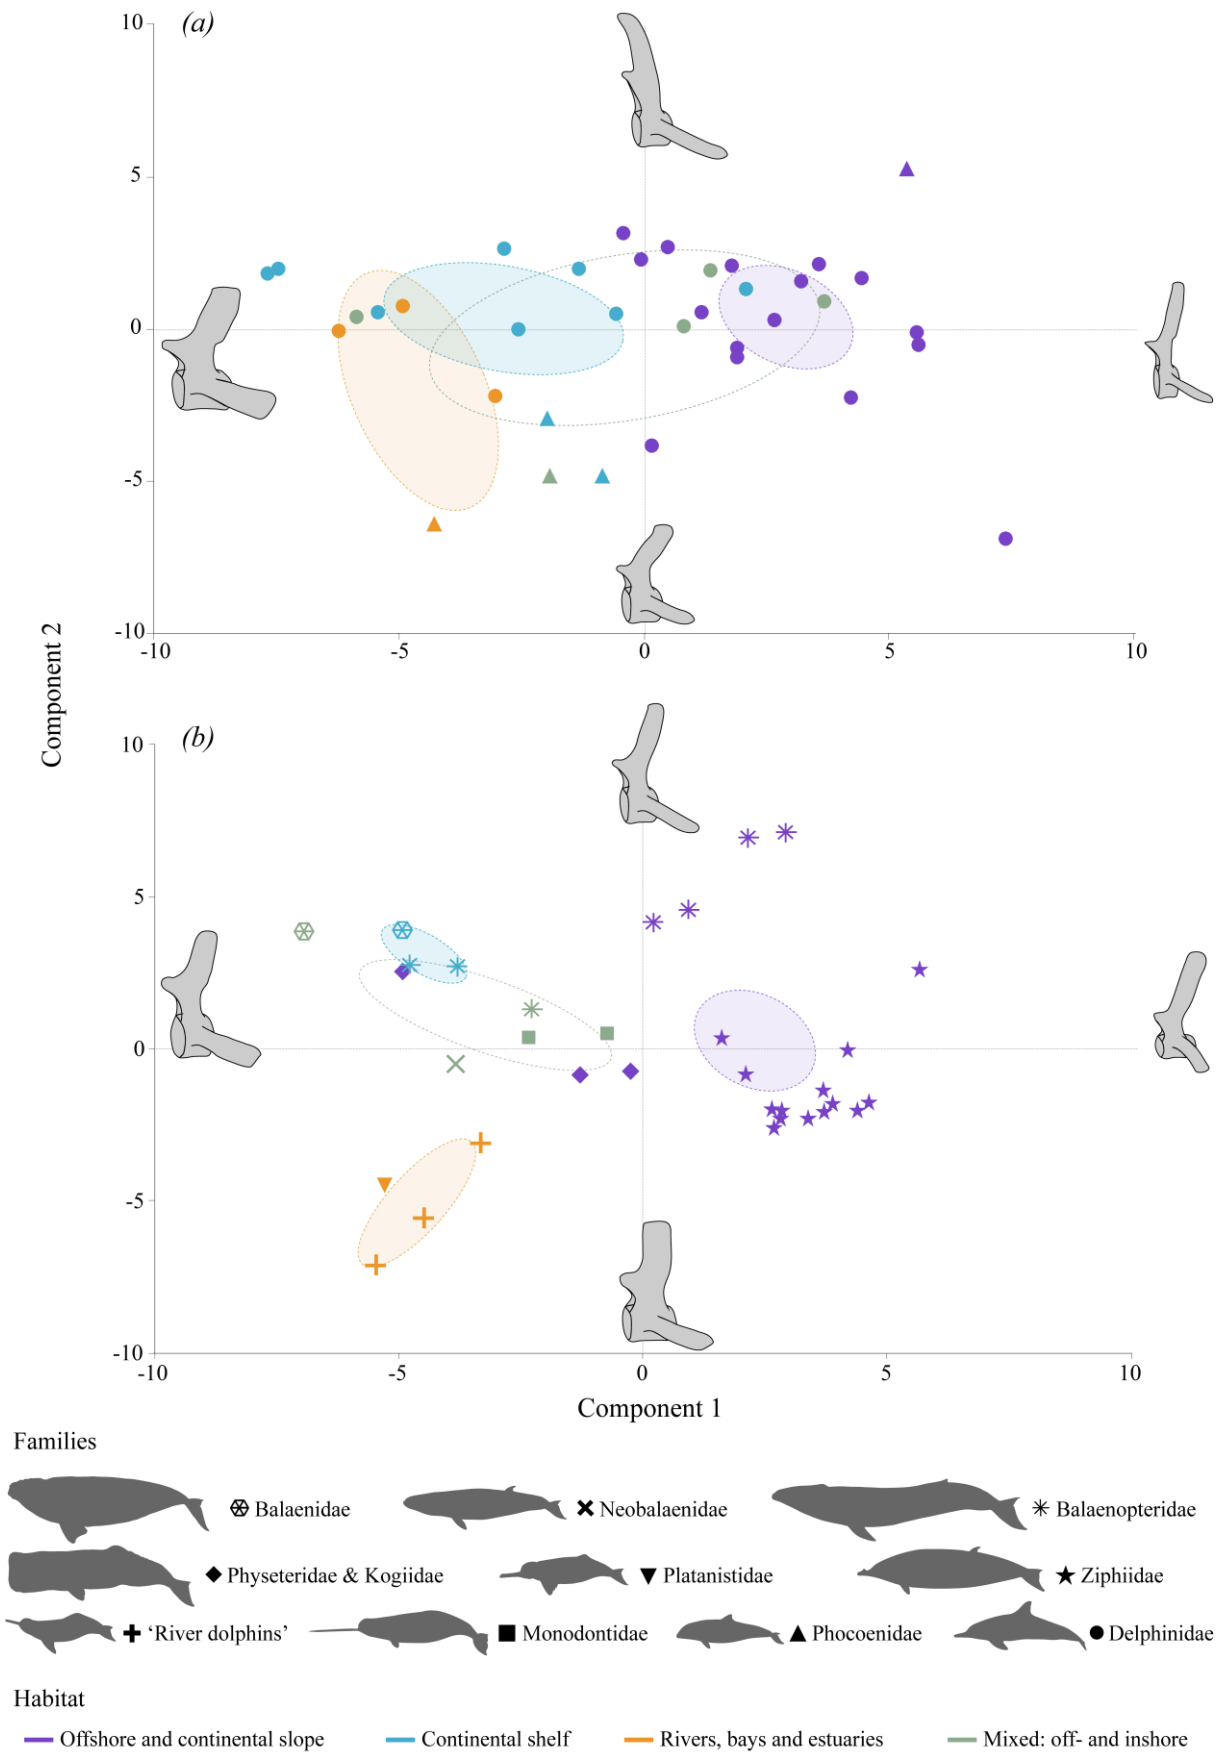 (a)
10
5
0
-5
-10
-10 -5 0 5 10
Component 2
(b)
10
5
0
-5
-10
-10 -5 0 5 10
Component 1
Families
Balaenidae Neobalaenidae Balaenopteridae
Physeteridae & Kogiidae Platanistidae Ziphiidae
‘River dolphins’ Monodontidae Phocoenidae Delphinidae
Habitat
Offshore and continental slope Continental shelf Rivers, bays and estuaries Mixed: off- and inshore